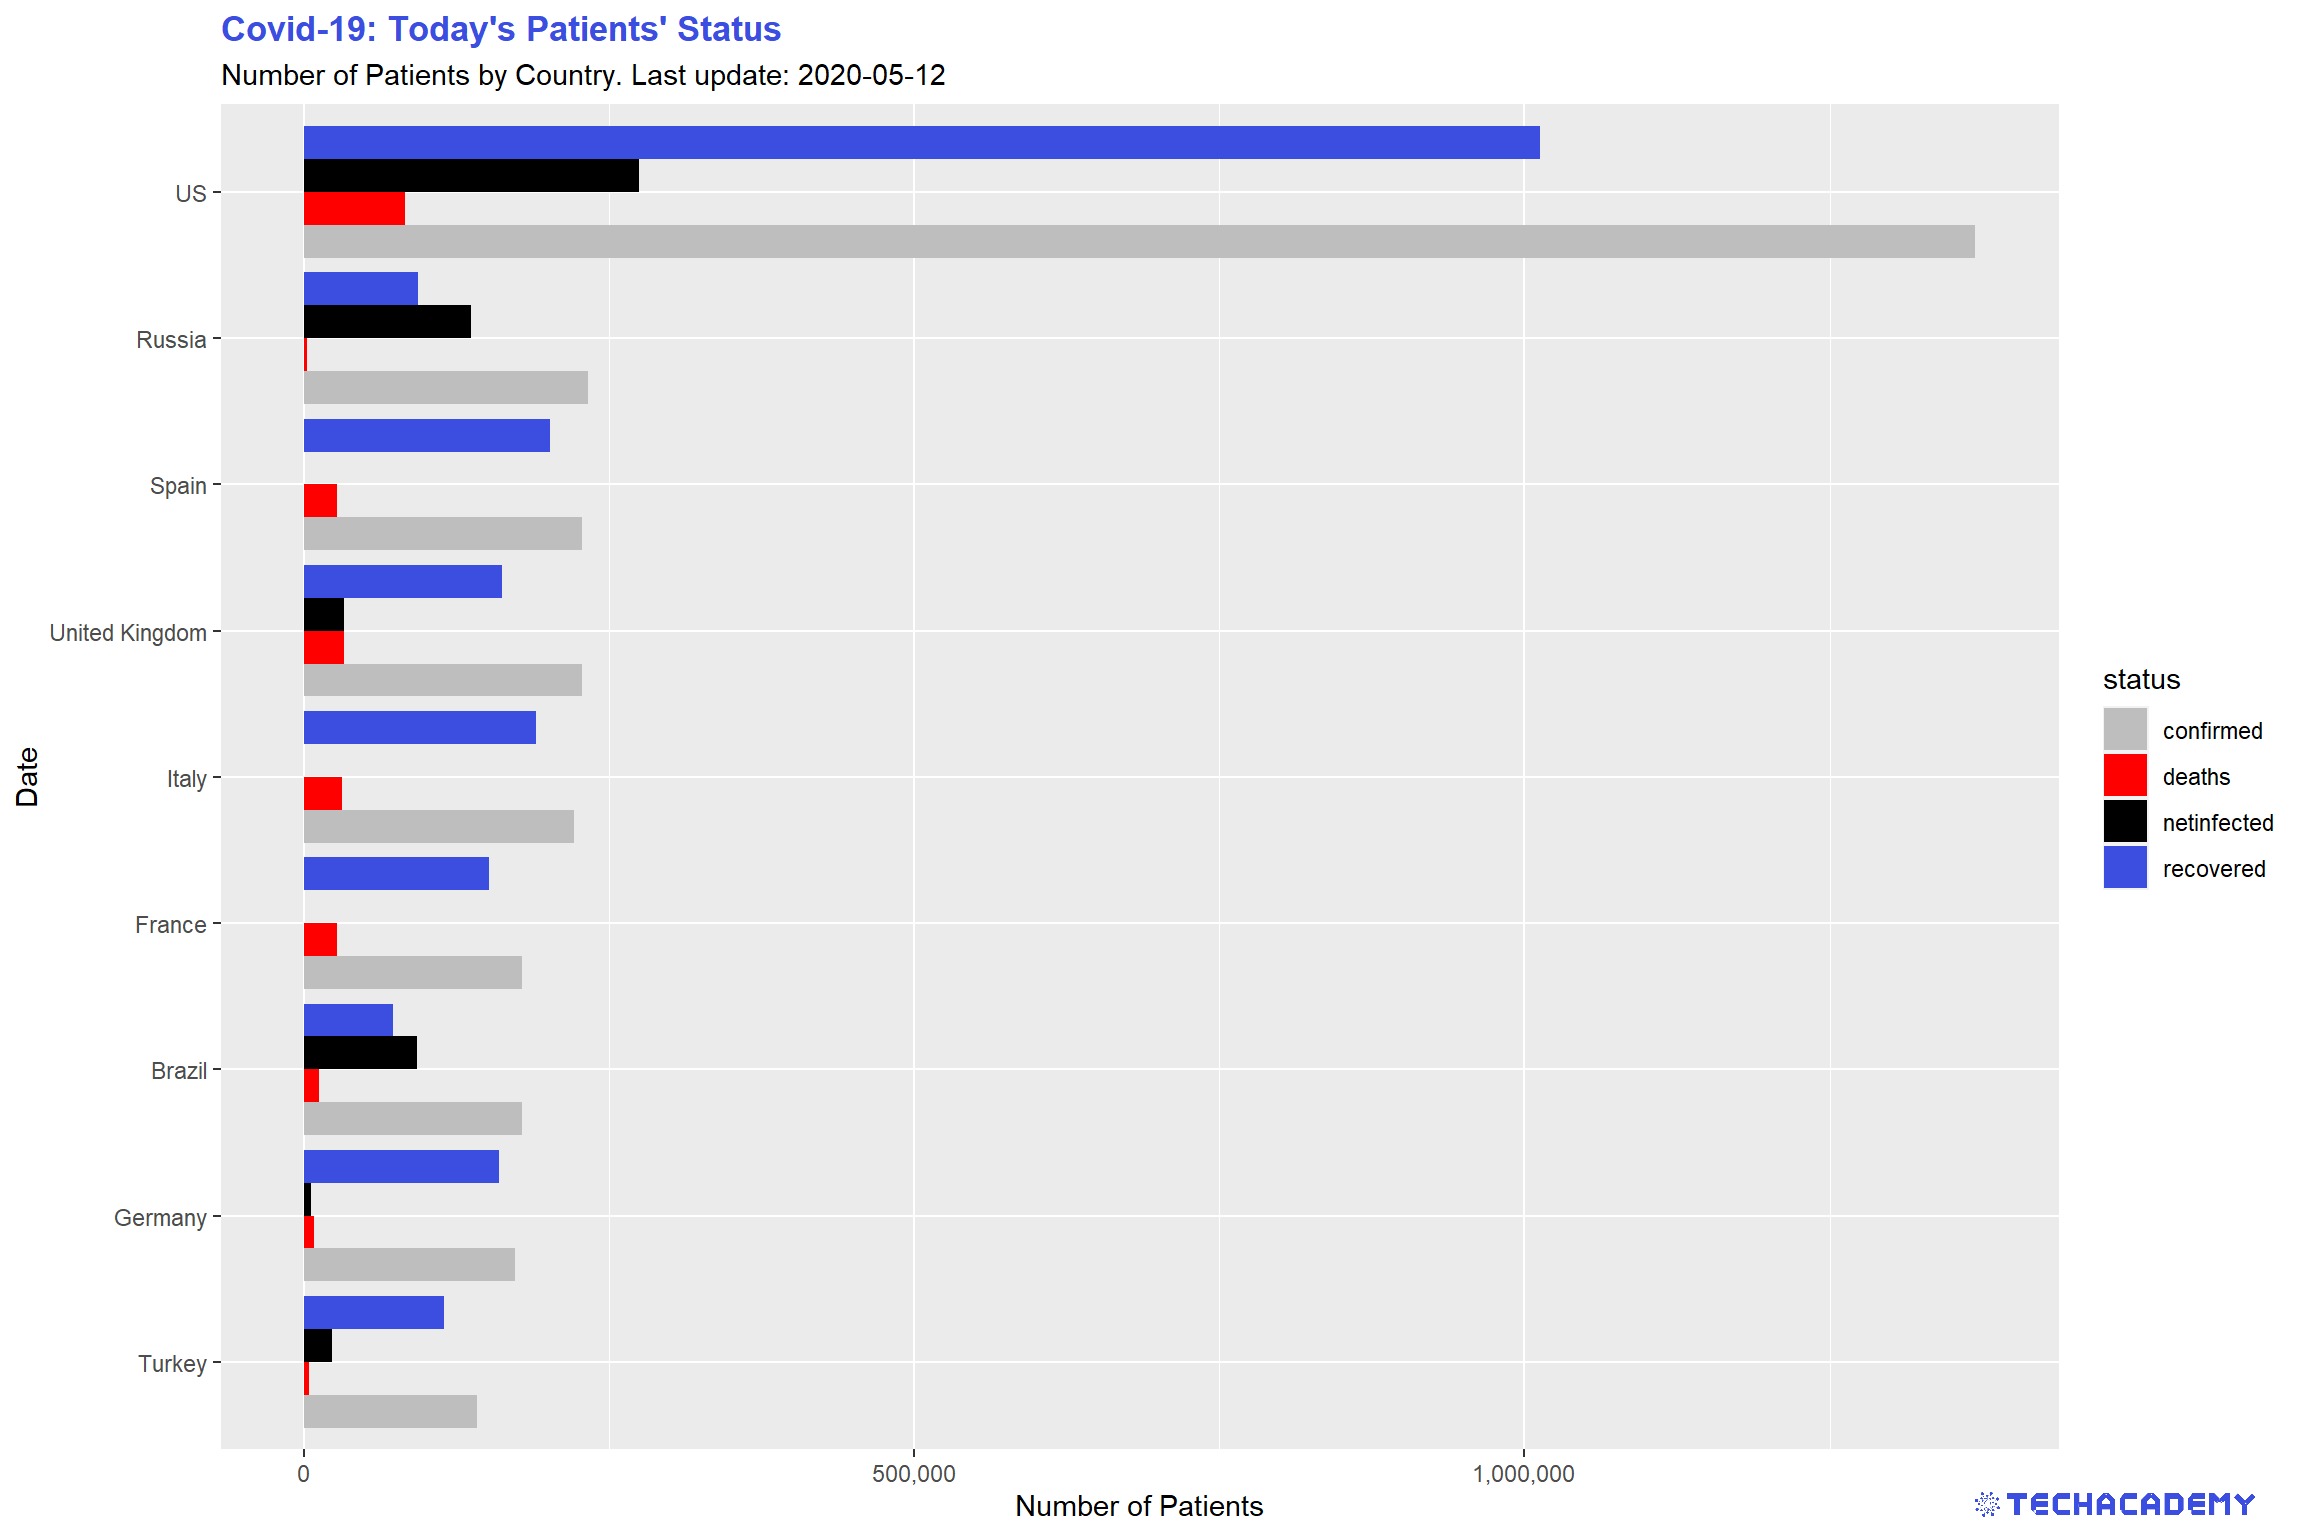 Covid-19: Today's Patients' Status
Number of Patients by Country. Last update: 2020-05-12
US
Russia
Spain
United Kingdom
Italy
France
Brazil
Germany
Turkey
Date
0
500,000
1,000,000
Number of Patients
status
confirmed
deaths
netinfected
recovered
TECHACADEMY